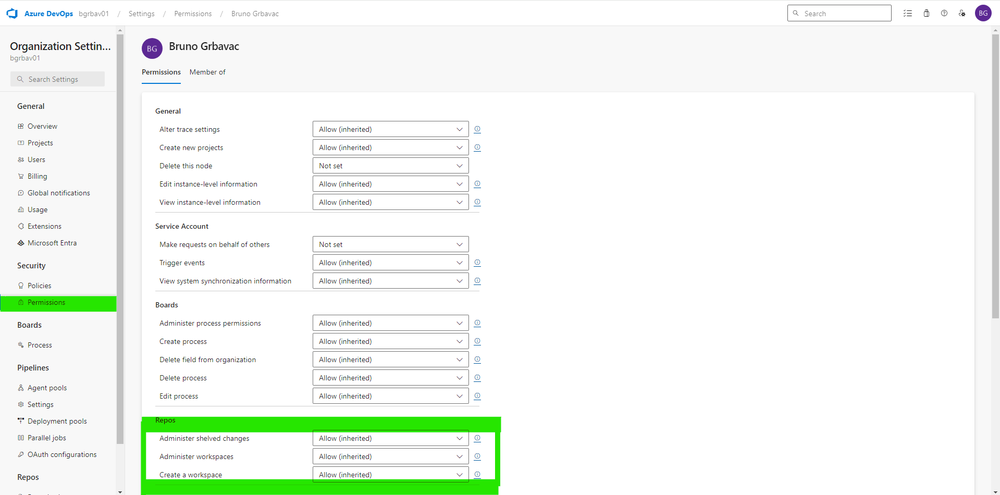 Azure DevOps bgrbav01 / Settings / Permissions / Bruno Grbavac
Search
BG
Organization Settin...
bgrbav01
Search Settings
General
Overview
Projects
Users
Billing
Global notifications
Usage
Extensions
Microsoft Entra
Security
Policies
Permissions
Boards
Process
Pipelines
Agent pools
Settings
Deployment pools
Parallel jobs
OAuth configurations
Repos
BG
Bruno Grbavac
Permissions Member of
General
Alter trace settings Allow (inherited)
Create new projects Allow (inherited)
Delete this node Not set
Edit instance-level information Allow (inherited)
View instance-level information Allow (inherited)
Service Account
Make requests on behalf of others Not set
Trigger events Allow (inherited)
View system synchronization information Allow (inherited)
Boards
Administer process permissions Allow (inherited)
Create process Allow (inherited)
Delete field from organization Allow (inherited)
Delete process Allow (inherited)
Edit process Allow (inherited)
Repos
Administer shelved changes Allow (inherited)
Administer workspaces Allow (inherited)
Create a workspace Allow (inherited)